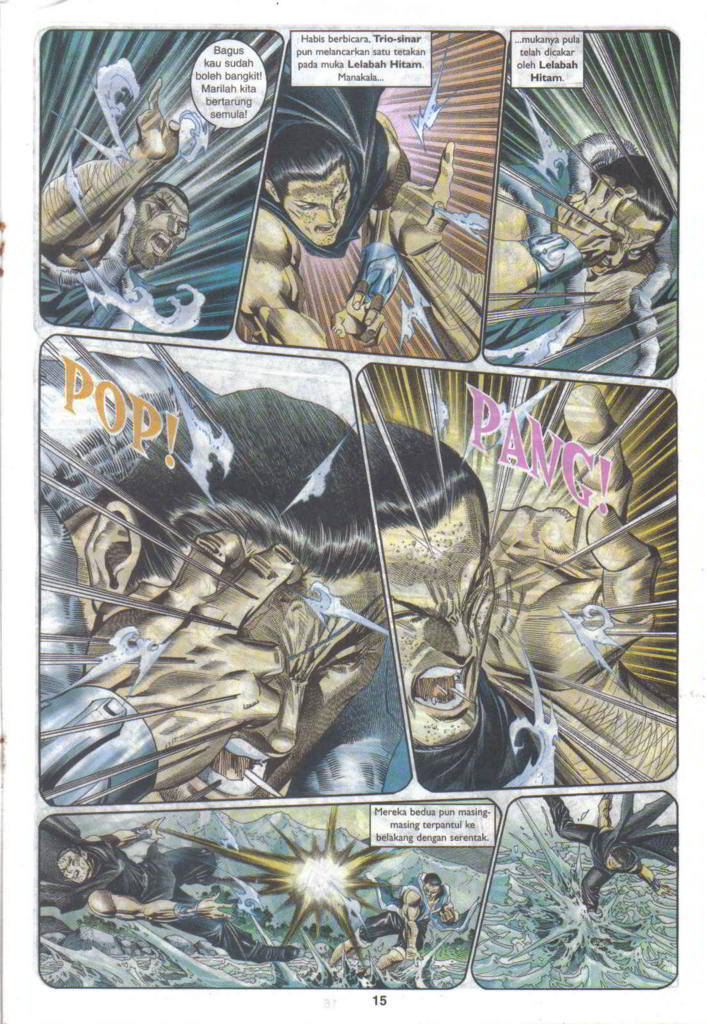 Bagus
kau sudah
boleh bangkit!
Marilah kita
bertarung
semula!
Habis berbicara, Trio-sinar
pun melancarkan satu tetakan
pada muka Lelabah Hitam.
Manakala...
...mukanya pula
telah dicakar
oleh Lelabah
Hitam.
POP!
PANG!
Mereka bedua pun masing-
masing terpantul ke
belakang dengan serentak.
15